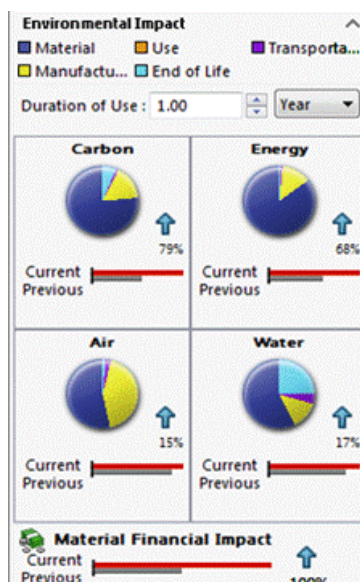 Environmental Impact
Material Use Transporta...
Manufactu... End of Life
Duration of Use : 1.00 Year
Carbon Energy
79% 68%
Current Current
Previous Previous
Air Water
15% 17%
Current Current
Previous Previous
Material Financial Impact
Current
Previous 100%